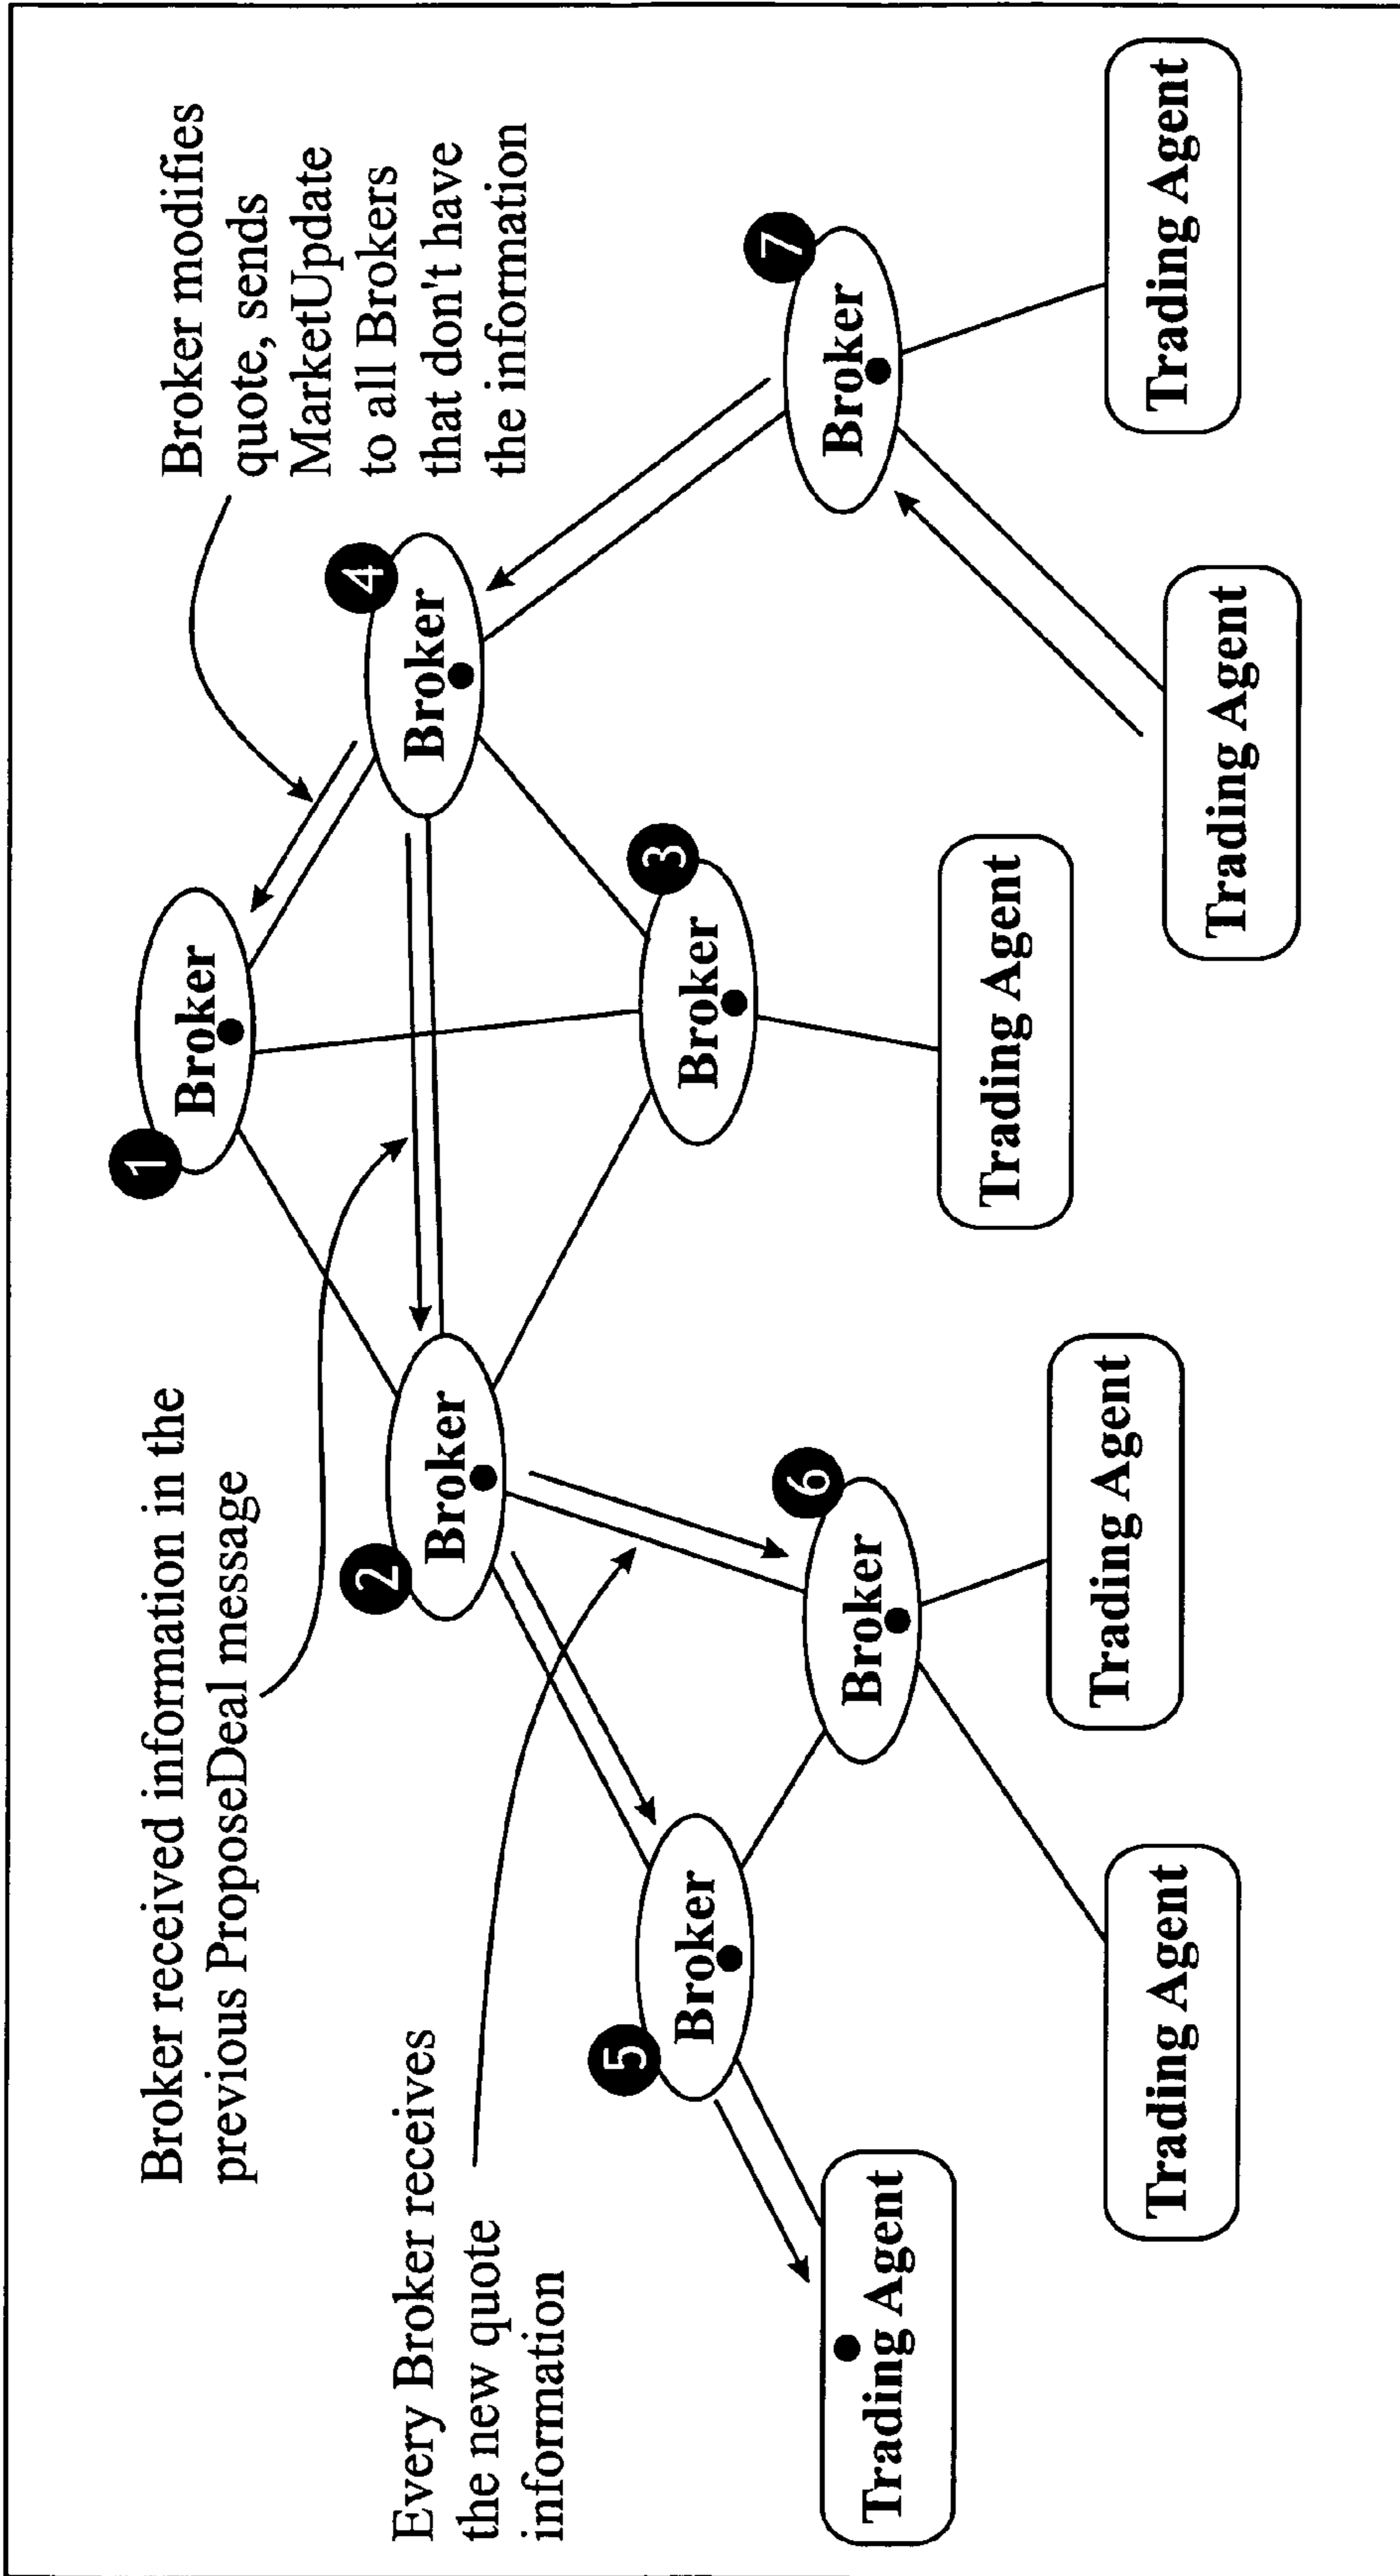 Broker received information in the
previous ProposeDeal message
Broker modifies
quote, sends
MarketUpdate
to all Brokers
that don't have
the information
Every Broker receives
the new quote
information
1
Broker
2
Broker
4
Broker
3
Broker
5
Broker
6
Broker
7
Broker
Trading Agent
Trading Agent
Trading Agent
Trading Agent
Trading Agent
Trading Agent